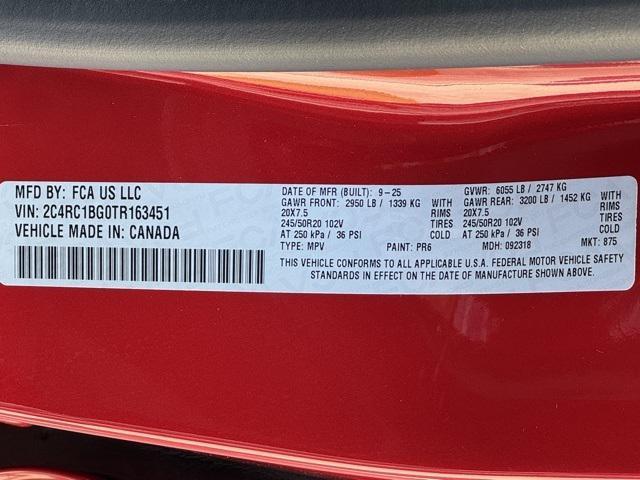 MFD BY: FCA US LLC
VIN: 2C4RC1BG0TR163451
VEHICLE MADE IN: CANADA
DATE OF MFR (BUILT): 9-25 GVWR: 6055 LB / 2747 KG
GAWR FRONT: 2950 LB / 1339 KG WITH GAWR REAR: 3200 LB / 1452 KG WITH
20X7.5 RIMS 20X7.5 RIMS
245/50R20 102V TIRES 245/50R20 102V TIRES
AT 250 kPa / 36 PSI COLD AT 250 kPa / 36 PSI COLD
TYPE: MPV PAINT: PR6 MDH: 092318 MKT: 875
THIS VEHICLE CONFORMS TO ALL APPLICABLE U.S.A. FEDERAL MOTOR VEHICLE SAFETY
STANDARDS IN EFFECT ON THE DATE OF MANUFACTURE SHOWN ABOVE.